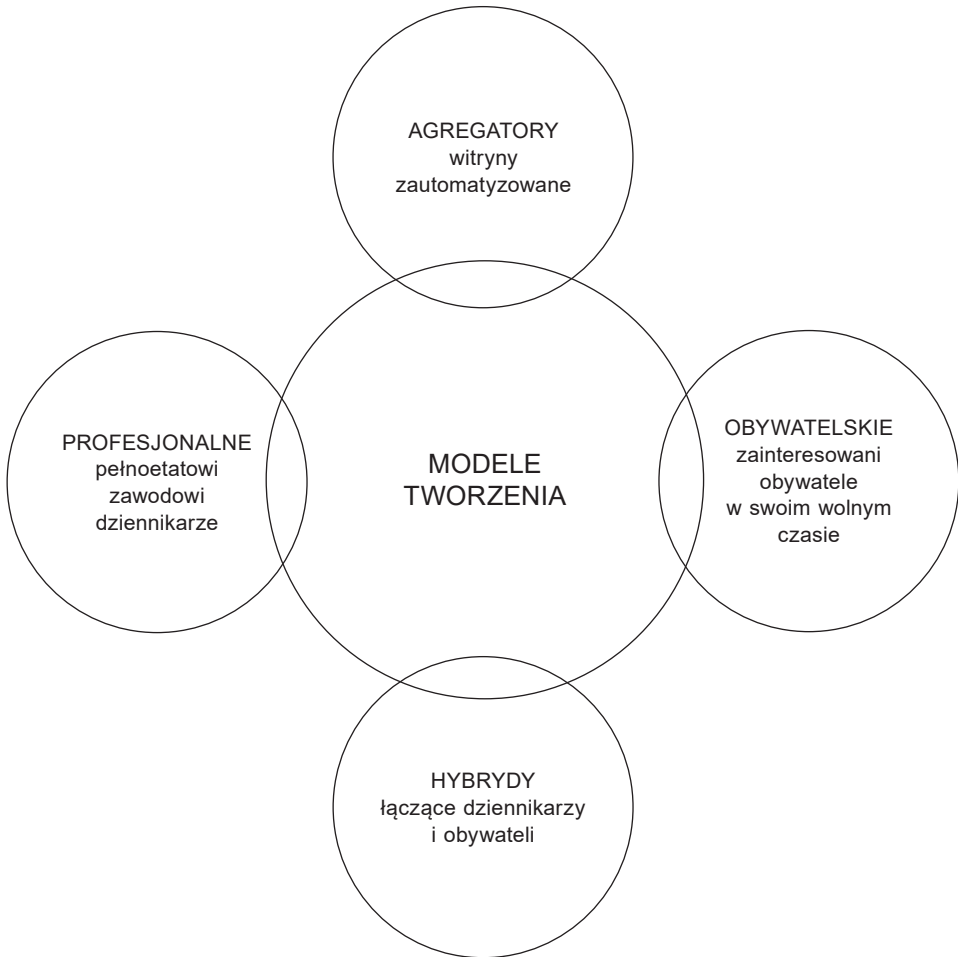 AGREGATORY
witryny
zautomatyzowane
PROFESJONALNE
pełnoetatowi
zawodowi
dziennikarze
MODELE
TWORZENIA
OBYWATELSKIE
zainteresowani
obywatele
w swoim wolnym
czasie
HYBRYDY
łączące dziennikarzy
i obywateli